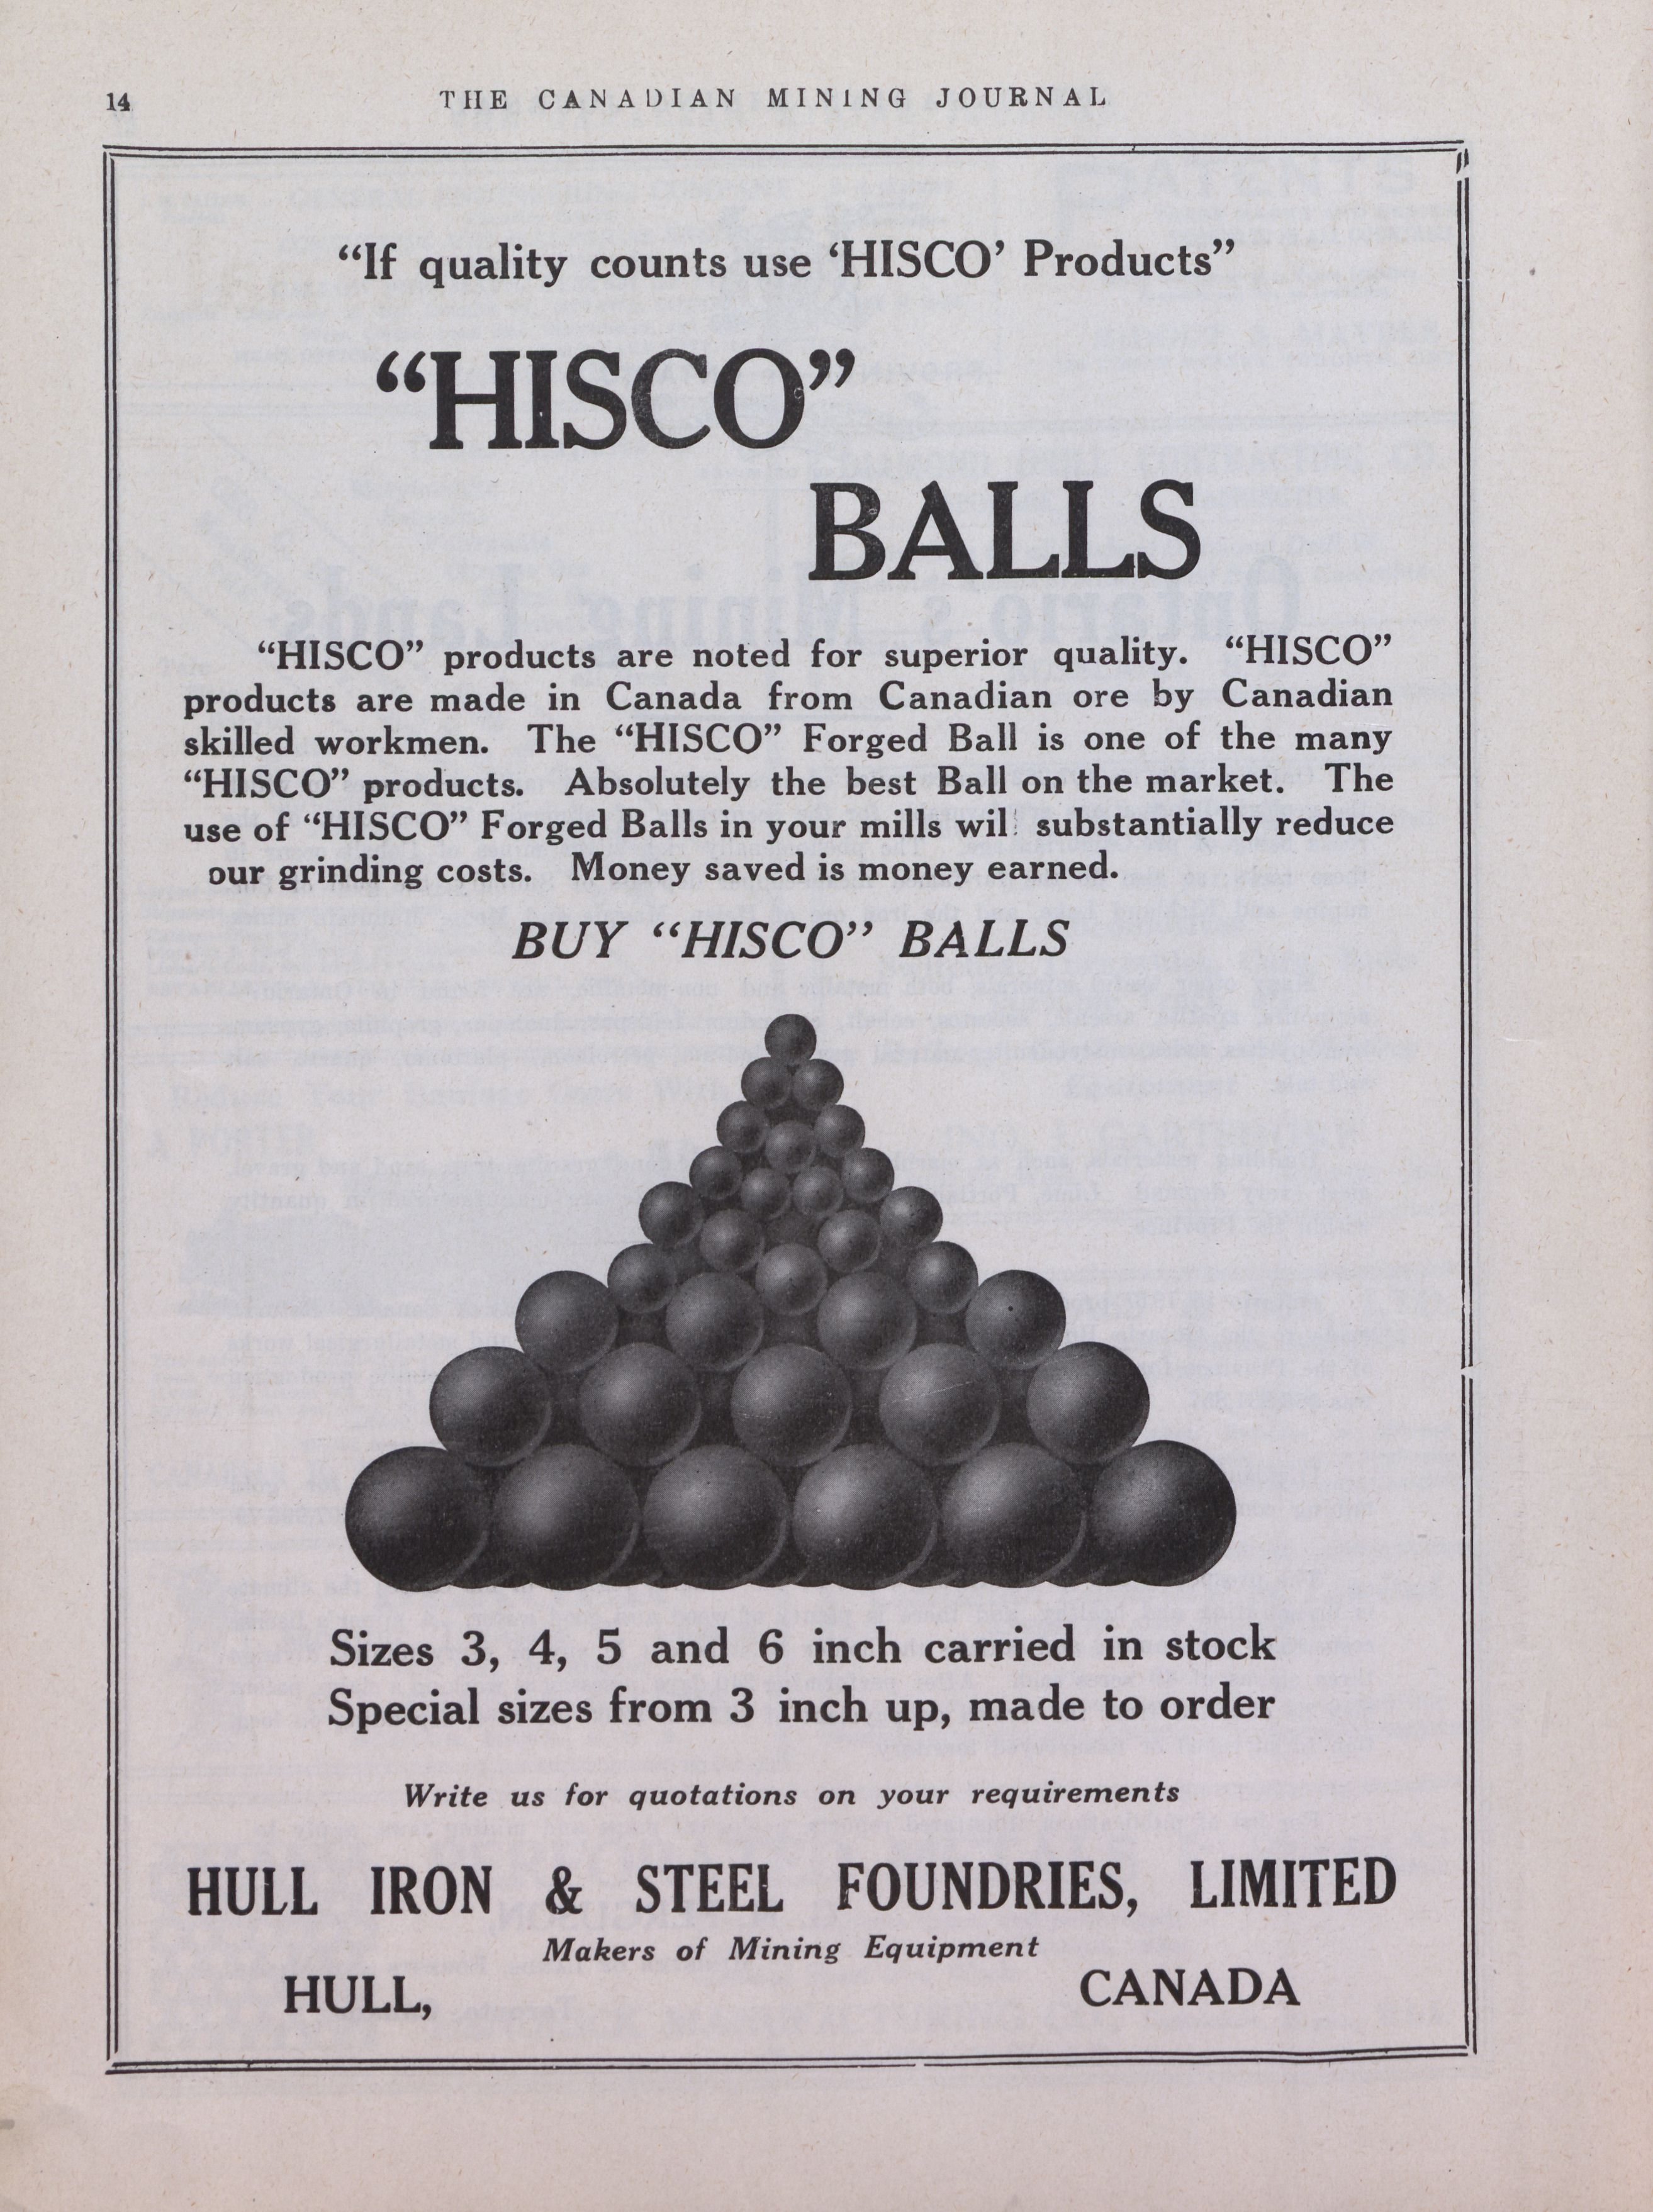 14
THE CANADIAN MINING JOURNAL
“If quality counts use ‘HISCO’ Products”
“HISCO”
BALLS
“HISCO” products are noted for superior quality. “HISCO”
products are made in Canada from Canadian ore by Canadian
skilled workmen. The “HISCO” Forged Ball is one of the many
“HISCO” products. Absolutely the best Ball on the market. The
use of “HISCO” Forged Balls in your mills wil substantially reduce
our grinding costs. Money saved is money earned.
BUY “HISCO” BALLS
Sizes 3, 4, 5 and 6 inch carried in stock
Special sizes from 3 inch up, made to order
Write us for quotations on your requirements
HULL IRON & STEEL FOUNDRIES, LIMITED
Makers of Mining Equipment
HULL, CANADA